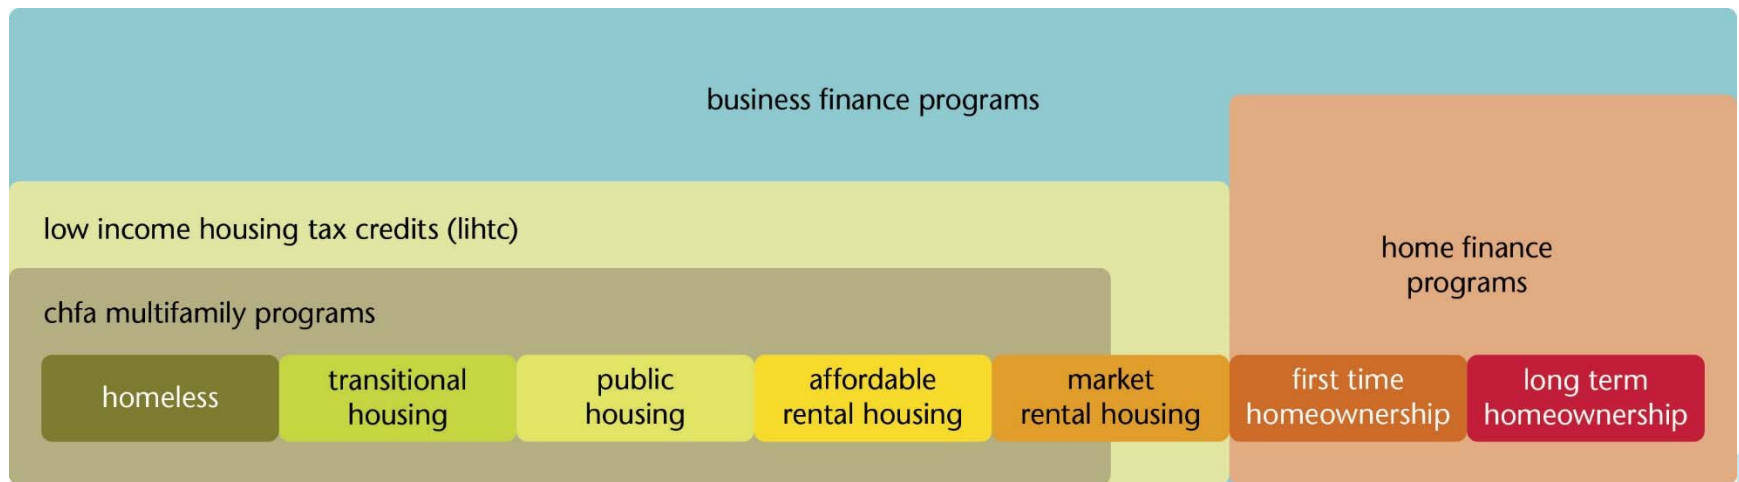 business finance programs
low income housing tax credits (lihtc)
home finance
programs
chfa multifamily programs
homeless
transitional
housing
public
housing
affordable
rental housing
market
rental housing
first time
homeownership
long term
homeownership